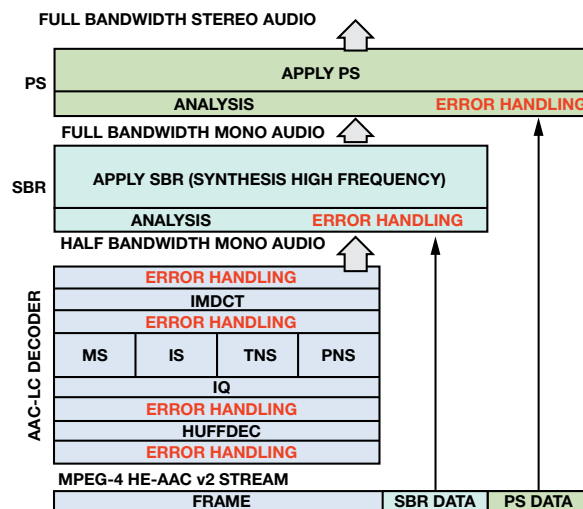 FULL BANDWIDTH STEREO AUDIO
PS
APPLY PS
ANALYSIS ERROR HANDLING
FULL BANDWIDTH MONO AUDIO
SBR
APPLY SBR (SYNTHESIS HIGH FREQUENCY)
ANALYSIS ERROR HANDLING
HALF BANDWIDTH MONO AUDIO
AAC-LC DECODER
ERROR HANDLING
IMDCT
ERROR HANDLING
MS IS TNS PNS
IQ
ERROR HANDLING
HUFFDEC
ERROR HANDLING
MPEG-4 HE-AAC v2 STREAM
FRAME SBR DATA PS DATA